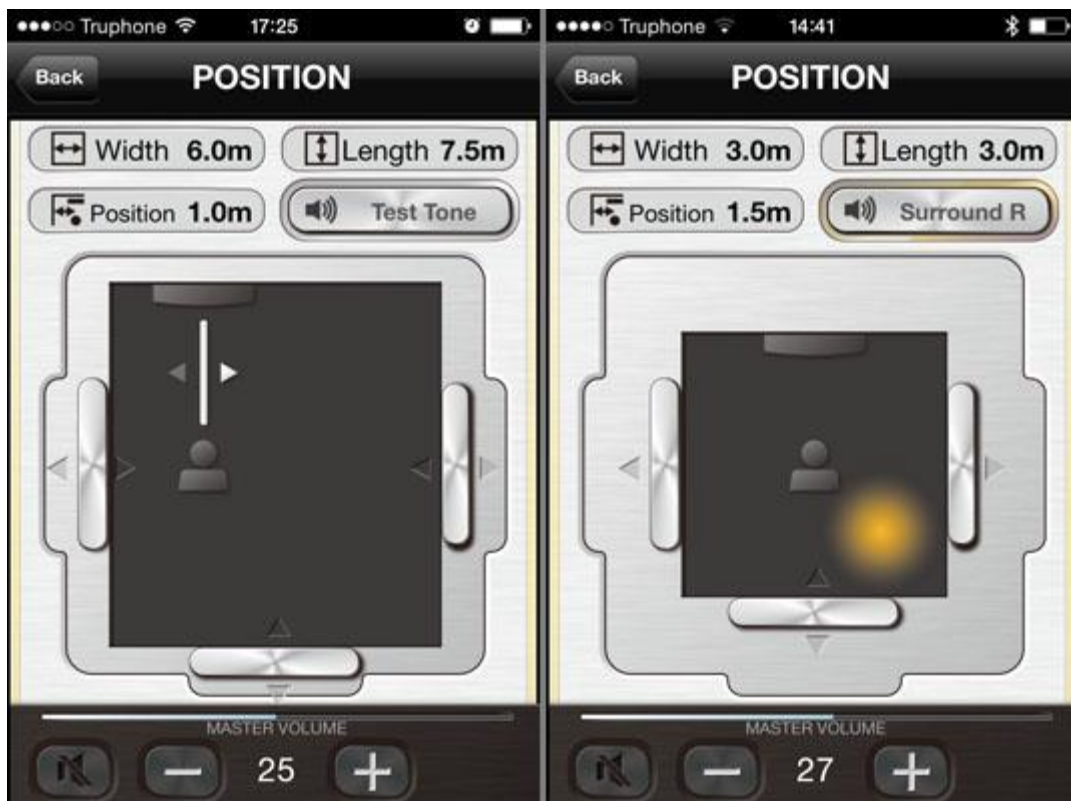 Truphone 17:25
Back POSITION
Width 6.0m Length 7.5m
Position 1.0m Test Tone
MASTER VOLUME
25
Truphone 14:41
Back POSITION
Width 3.0m Length 3.0m
Position 1.5m Surround R
MASTER VOLUME
27